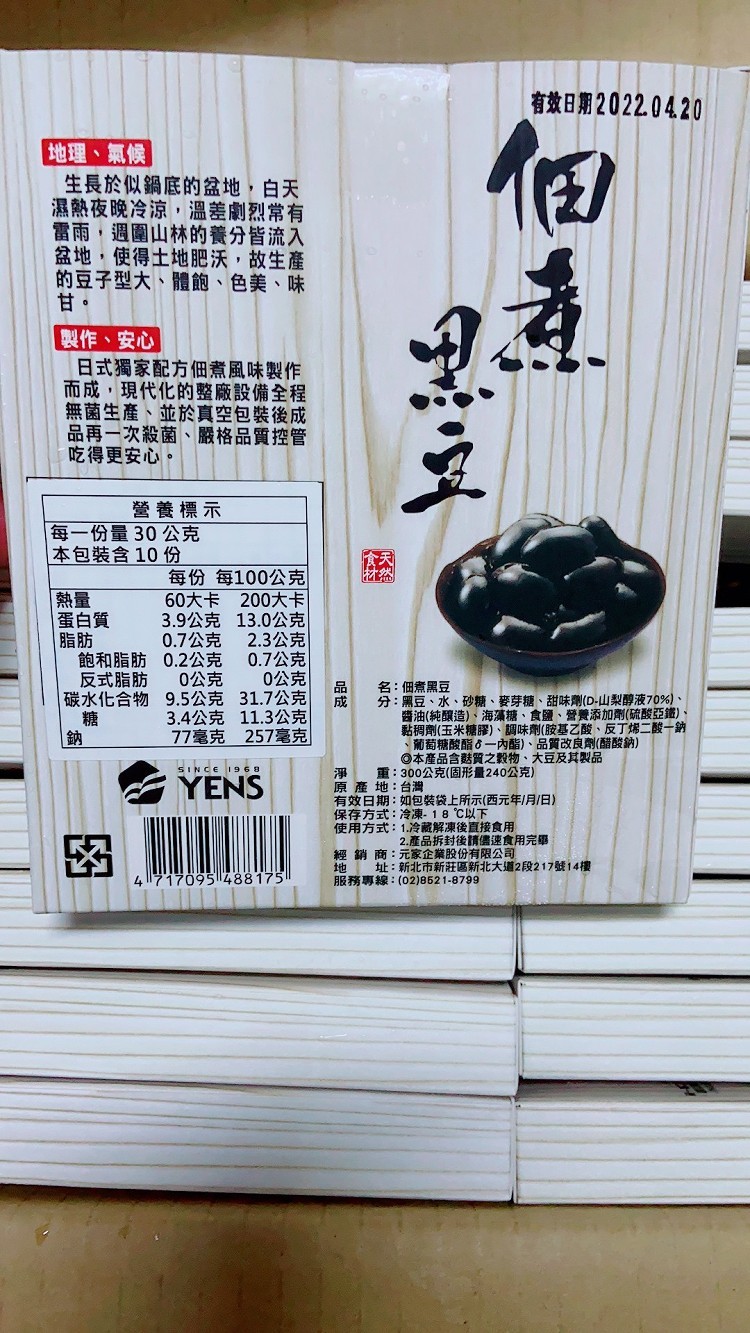 有效日期2022.04.20
佃煮
黑豆
地理、氣候
生長於似鍋底的盆地，白天
濕熱夜晚冷涼，溫差劇烈常有
雷雨，週圍山林的養分皆流入
盆地，使得土地肥沃，故生產
的豆子型大、體飽、色美、味
甘。
製作、安心
日式獨家配方佃煮風味製作
而成，現代化的整廠設備全程
無菌生產、並於真空包裝後成
品再一次殺菌、嚴格品質控管
吃得更安心。
營養標示
每一份量 30 公克
本包裝含 10 份
每份 每100公克
熱量 60大卡 200大卡
蛋白質 3.9公克 13.0公克
脂肪 0.7公克 2.3公克
飽和脂肪 0.2公克 0.7公克
反式脂肪 0公克 0公克
碳水化合物 9.5公克 31.7公克
糖 3.4公克 11.3公克
鈉 77毫克 257毫克
SINCE 1968
YENS
4 717095 488175
天然
食材
品名：佃煮黑豆
成分：黑豆、水、砂糖、麥芽糖、甜味劑(D-山梨醇液70%)、
醬油(純釀造)、海藻糖、食鹽、營養添加劑(硫酸亞鐵)、
黏稠劑(玉米糖膠)、調味劑(胺基乙酸、反丁烯二酸一鈉
、葡萄糖酸酯δ－內酯)、品質改良劑(醋酸鈉)
◎本產品含麩質之穀物、大豆及其製品
淨重：300公克(固形量240公克)
原產地：台灣
有效日期：如包裝袋上所示(西元年/月/日)
保存方式：冷凍-18℃以下
使用方式：1.冷藏解凍後直接食用
2.產品拆封後請儘速食用完畢
經銷商：元家企業股份有限公司
地址：新北市新莊區新北大道2段217號14樓
服務專線：(02)8521-8799